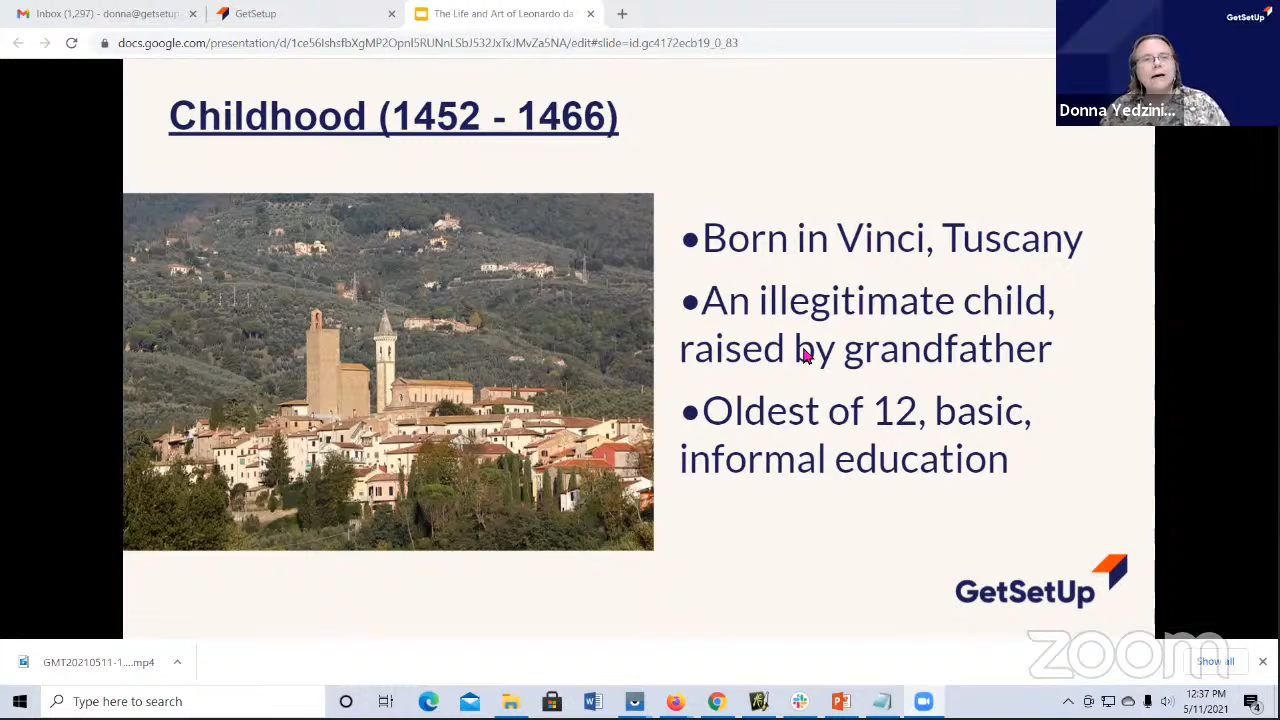 Inbox (1,297) - donna@getsetup
GetSetUp
The Life and Art of Leonardo da
GetSetUp
docs.google.com/presentation/d/1ce56IshsfbXgMP2OpnI5RUNnLSbJ532JxTxJMvZa5NA/edit#slide=id.gc4172ecb19_0_83
Donna Yedzini...
Childhood (1452 - 1466)
•Born in Vinci, Tuscany
•An illegitimate child,
raised by grandfather
•Oldest of 12, basic,
informal education
GetSetUp
zoom
GMT20210511-1....mp4
Show all
Type here to search
12:37 PM
5/11/2021
4